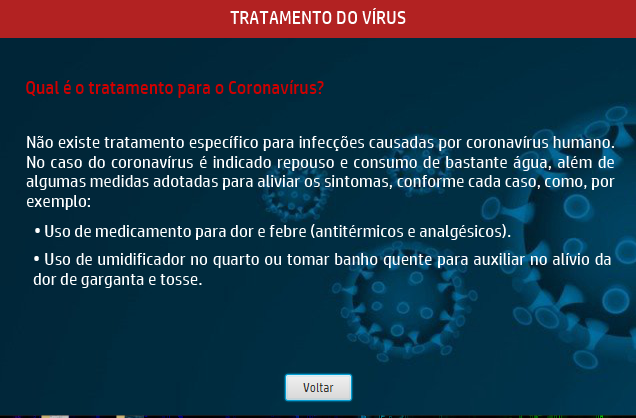 TRATAMENTO DO VÍRUS
Qual é o tratamento para o Coronavírus?
Não existe tratamento específico para infecções causadas por coronavírus humano.
No caso do coronavírus é indicado repouso e consumo de bastante água, além de
algumas medidas adotadas para aliviar os sintomas, conforme cada caso, como, por
exemplo:
• Uso de medicamento para dor e febre (antitérmicos e analgésicos).
• Uso de umidificador no quarto ou tomar banho quente para auxiliar no alívio da
dor de garganta e tosse.
Voltar